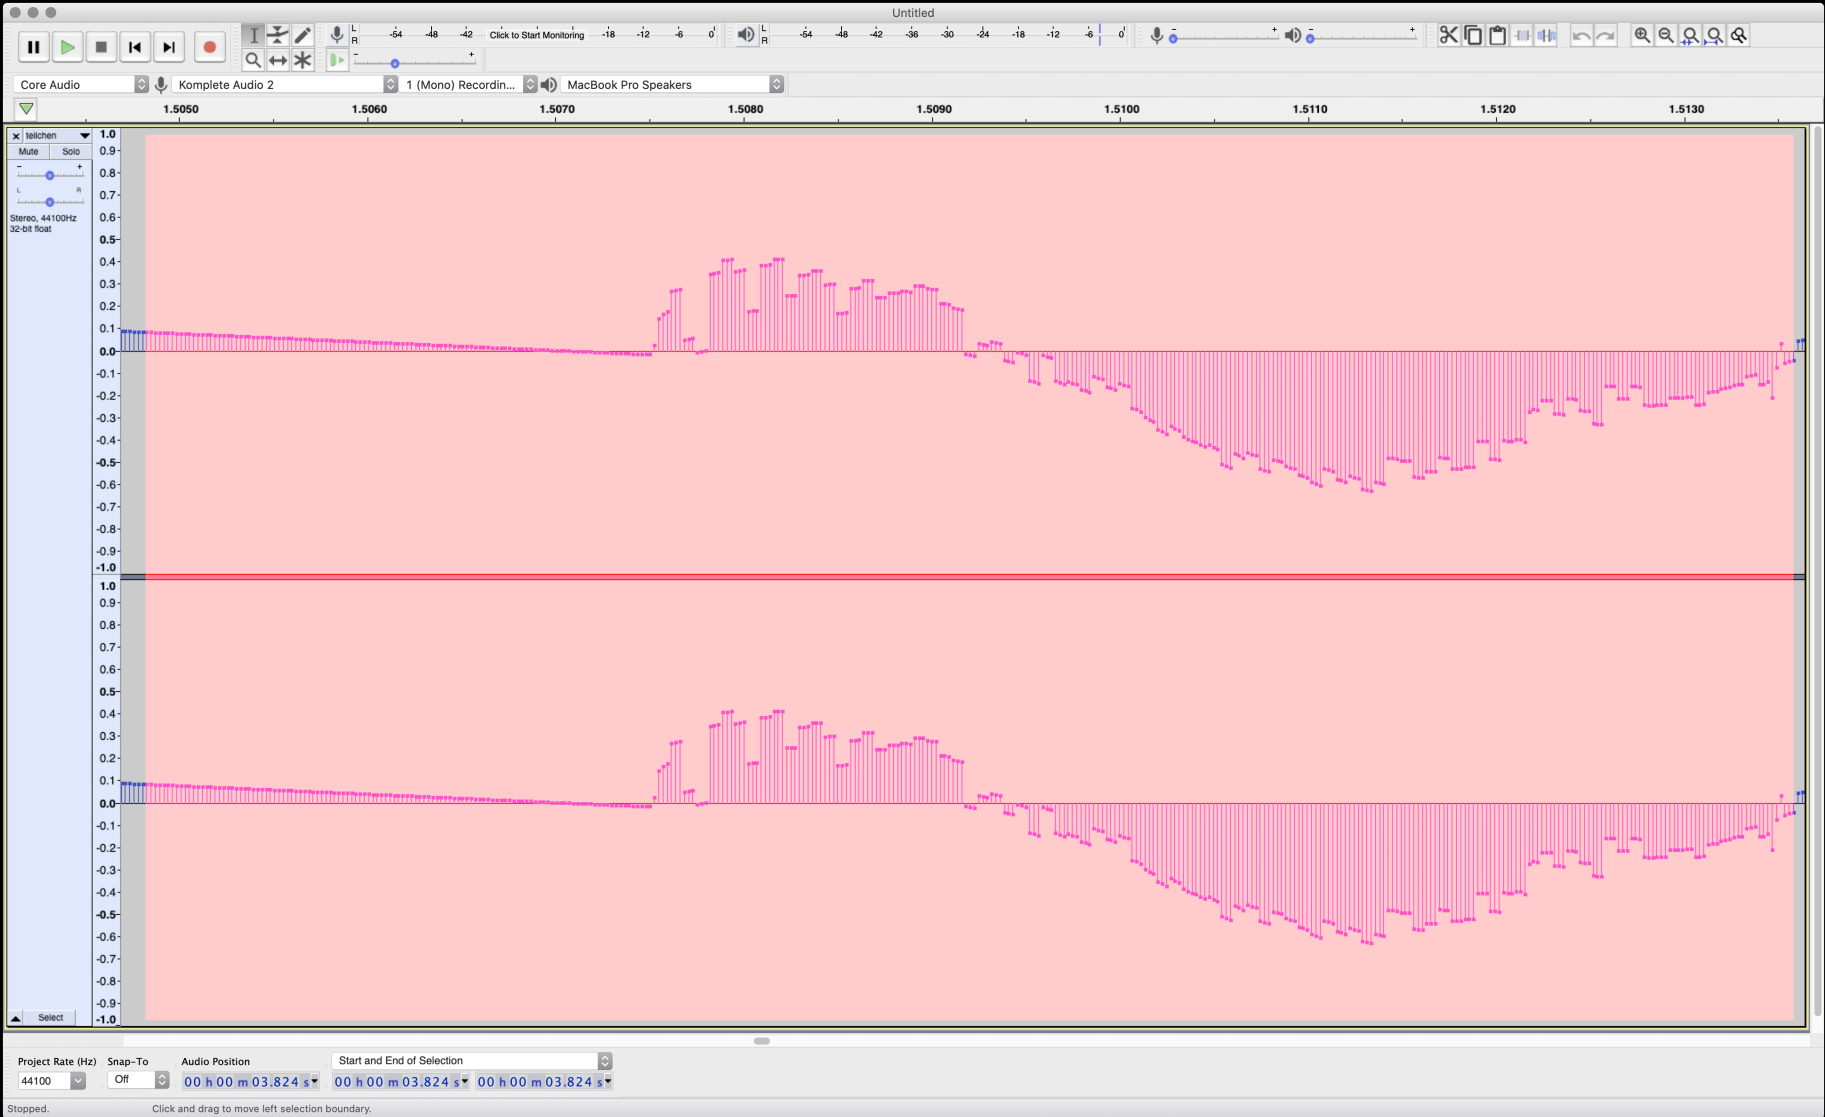 Untitled
L
R
-54 -48 -42 Click to Start Monitoring -18 -12 -6 0
L
R
-54 -48 -42 -36 -30 -24 -18 -12 -6 0
- +
- +
- +
Core Audio Komplete Audio 2 1 (Mono) Recordin... MacBook Pro Speakers
1.5050 1.5060 1.5070 1.5080 1.5090 1.5100 1.5110 1.5120 1.5130
x teilchen
Mute Solo
- +
L R
Stereo, 44100Hz
32-bit float
1.0
0.9
0.8
0.7
0.6
0.5
0.4
0.3
0.2
0.1
0.0
-0.1
-0.2
-0.3
-0.4
-0.5
-0.6
-0.7
-0.8
-0.9
-1.0
1.0
0.9
0.8
0.7
0.6
0.5
0.4
0.3
0.2
0.1
0.0
-0.1
-0.2
-0.3
-0.4
-0.5
-0.6
-0.7
-0.8
-0.9
-1.0
Select
Project Rate (Hz) Snap-To Audio Position Start and End of Selection
44100 Off 00 h 00 m 03.824 s 00 h 00 m 03.824 s 00 h 00 m 03.824 s
Stopped. Click and drag to move left selection boundary.